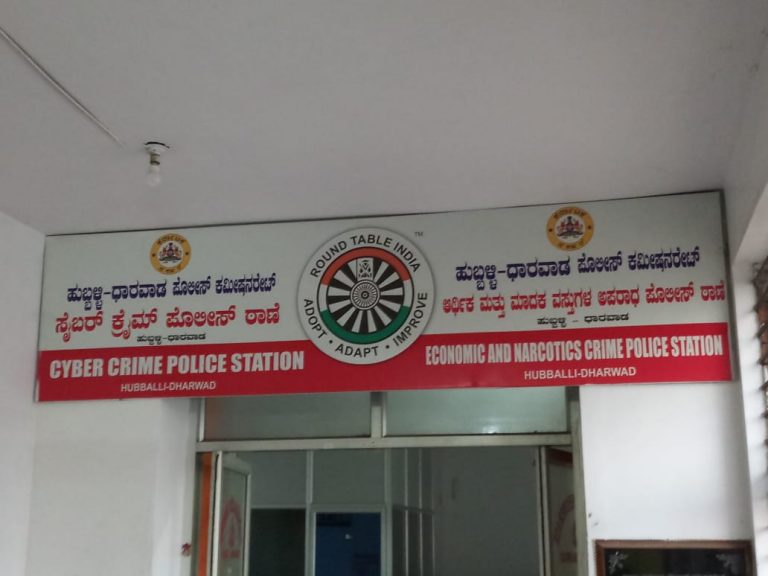 ಹುಬ್ಬಳ್ಳಿ-ಧಾರವಾಡ ಪೊಲೀಸ್ ಕಮೀಷನರೇಟ್
ಸೈಬರ್ ಕ್ರೈಮ್ ಪೊಲೀಸ್ ಠಾಣೆ
ಹುಬ್ಬಳ್ಳಿ-ಧಾರವಾಡ
CYBER CRIME POLICE STATION
HUBBALLI-DHARWAD
ROUND TABLE INDIA
TM
ADOPT • ADAPT • IMPROVE
ಹುಬ್ಬಳ್ಳಿ-ಧಾರವಾಡ ಪೊಲೀಸ್ ಕಮೀಷನರೇಟ್
ಆರ್ಥಿಕ ಮತ್ತು ಮಾದಕ ವಸ್ತುಗಳ ಅಪರಾಧ ಪೊಲೀಸ್ ಠಾಣೆ
ಹುಬ್ಬಳ್ಳಿ - ಧಾರವಾಡ
ECONOMIC AND NARCOTICS CRIME POLICE STATION
HUBBALLI-DHARWAD